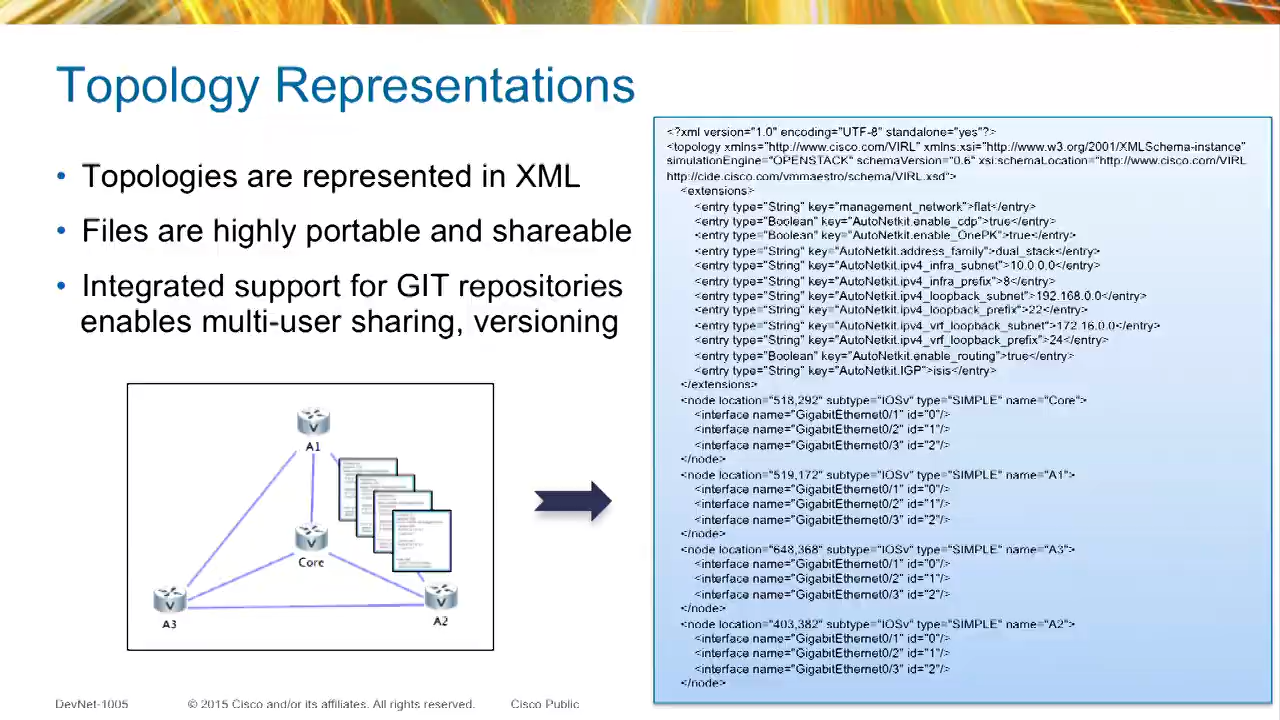 Topology Representations
• Topologies are represented in XML
• Files are highly portable and shareable
• Integrated support for GIT repositories
enables multi-user sharing, versioning
A1
Core
A3
A2
<?xml version="1.0" encoding="UTF-8" standalone="yes"?>
<topology xmlns="http://www.cisco.com/VIRL" xmlns.xsi="http://www.w3.org/2001/XMLSchema-instance"
simulationEngine="OPENSTACK" schemaVersion="0.6" xsi:schemaLocation="http://www.cisco.com/VIRL
http://cide.cisco.com/vmmaestro/schema/VIRL.xsd">
<extensions>
<entry type="String" key="management_network">flat</entry>
<entry type="Boolean" key="AutoNetkit.enable_cdp">true</entry>
<entry type="Boolean" key="AutoNetkit.enable_OnePK">true</entry>
<entry type="String" key="AutoNetkit.address_family">dual_stack</entry>
<entry type="String" key="AutoNetkit.ipv4_infra_subnet">10.0.0.0</entry>
<entry type="String" key="AutoNetkit.ipv4_infra_prefix">8</entry>
<entry type="String" key="AutoNetkit.ipv4_loopback_subnet">192.168.0.0</entry>
<entry type="String" key="AutoNetkit.ipv4_loopback_prefix">22</entry>
<entry type="String" key="AutoNetkit.ipv4_vrf_loopback_subnet">172.16.0.0</entry>
<entry type="String" key="AutoNetkit.ipv4_vrf_loopback_prefix">24</entry>
<entry type="Boolean" key="AutoNetkit.enable_routing">true</entry>
<entry type="String" key="AutoNetkit.IGP">isis</entry>
</extensions>
<node location="518,292" subtype="IOSv" type="SIMPLE" name="Core">
<interface name="GigabitEthernet0/1" id="0"/>
<interface name="GigabitEthernet0/2" id="1"/>
<interface name="GigabitEthernet0/3" id="2"/>
</node>
<node location="519,179" subtype="IOSv" type="SIMPLE" name="A1">
<interface name="GigabitEthernet0/1" id="0"/>
<interface name="GigabitEthernet0/2" id="1"/>
<interface name="GigabitEthernet0/3" id="2"/>
</node>
<node location="648,368" subtype="IOSv" type="SIMPLE" name="A3">
<interface name="GigabitEthernet0/1" id="0"/>
<interface name="GigabitEthernet0/2" id="1"/>
<interface name="GigabitEthernet0/3" id="2"/>
</node>
<node location="403,382" subtype="IOSv" type="SIMPLE" name="A2">
<interface name="GigabitEthernet0/1" id="0"/>
<interface name="GigabitEthernet0/2" id="1"/>
<interface name="GigabitEthernet0/3" id="2"/>
</node>
DevNet-1005 © 2015 Cisco and/or its affiliates. All rights reserved. Cisco Public